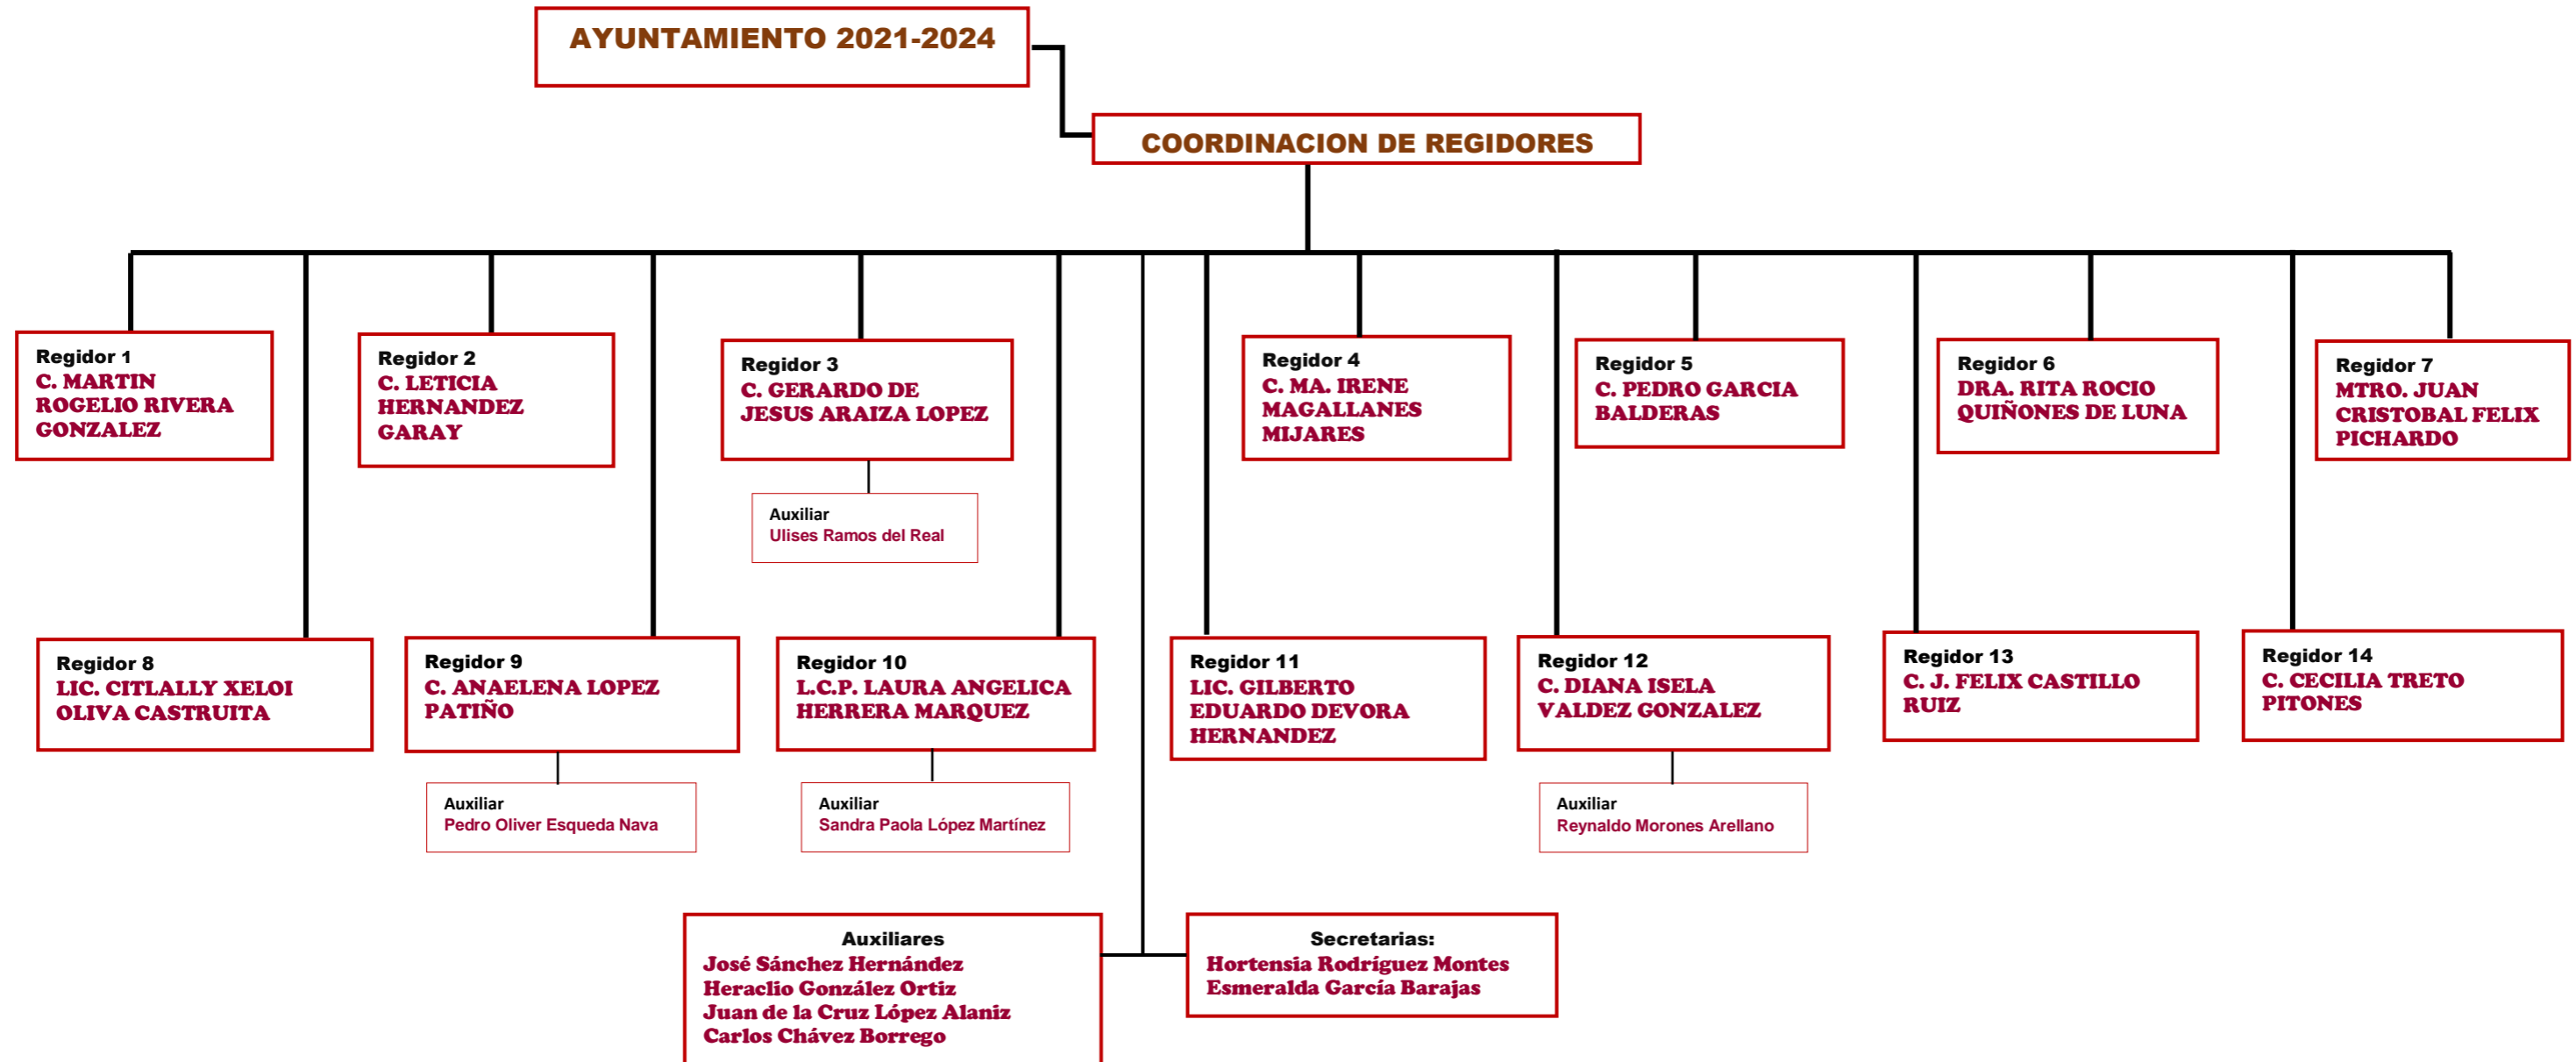 AYUNTAMIENTO 2021-2024
COORDINACION DE REGIDORES
Regidor 1
C. MARTIN
ROGELIO RIVERA
GONZALEZ
Regidor 2
C. LETICIA
HERNANDEZ
GARAY
Regidor 3
C. GERARDO DE
JESUS ARAIZA LOPEZ
Auxiliar
Ulises Ramos del Real
Regidor 4
C. MA. IRENE
MAGALLANES
MIJARES
Regidor 5
C. PEDRO GARCIA
BALDERAS
Regidor 6
DRA. RITA ROCIO
QUIÑONES DE LUNA
Regidor 7
MTRO. JUAN
CRISTOBAL FELIX
PICHARDO
Regidor 8
LIC. CITLALLY XELOI
OLIVA CASTRUITA
Regidor 9
C. ANAELENA LOPEZ
PATIÑO
Auxiliar
Pedro Oliver Esqueda Nava
Regidor 10
L.C.P. LAURA ANGELICA
HERRERA MARQUEZ
Auxiliar
Sandra Paola López Martínez
Regidor 11
LIC. GILBERTO
EDUARDO DEVORA
HERNANDEZ
Regidor 12
C. DIANA ISELA
VALDEZ GONZALEZ
Auxiliar
Reynaldo Morones Arellano
Regidor 13
C. J. FELIX CASTILLO
RUIZ
Regidor 14
C. CECILIA TRETO
PITONES
Auxiliares
José Sánchez Hernández
Heraclio González Ortiz
Juan de la Cruz López Alaniz
Carlos Chávez Borrego
Secretarias:
Hortensia Rodríguez Montes
Esmeralda García Barajas